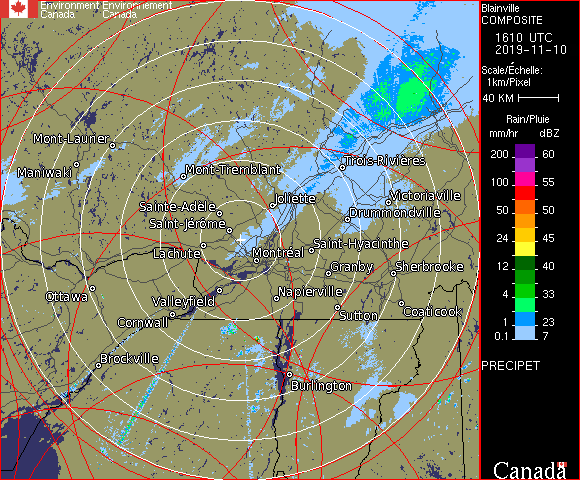 Environment Environnement
Canada Canada
Blainville
COMPOSITE
1610 UTC
2019-11-10
Scale/Échelle:
1km/Pixel
40 KM
Rain/Pluie
mm/hr dBZ
200 60
100 55
50 50
24 45
12 40
4 33
1 23
0.1 7
PRECIPET
Canada
Mont-Laurier
Maniwaki
Mont-Tremblant
Trois-Rivières
Sainte-Adèle
Joliette
Victoriaville
Saint-Jérôme
Drummondville
Lachute
Montréal
Saint-Hyacinthe
Granby
Sherbrooke
Ottawa
Valleyfield
Napierville
Cornwall
Sutton
Coaticook
Brockville
Burlington